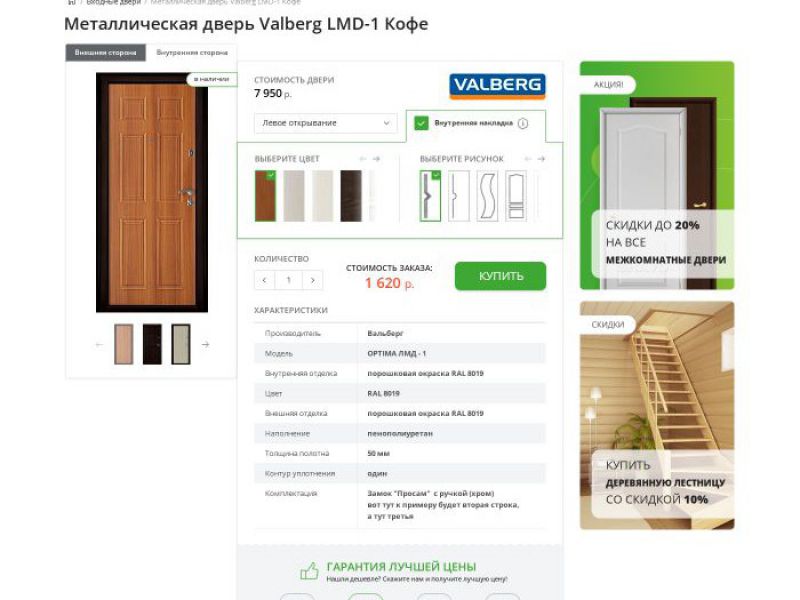 Входные двери / Металлическая дверь Valberg LMD-1 Кофе
Металлическая дверь Valberg LMD-1 Кофе
Внешняя сторона
Внутренняя сторона
в наличии
СТОИМОСТЬ ДВЕРИ
7 950 р.
VALBERG
Левое открывание
Внутренняя накладка
ВЫБЕРИТЕ ЦВЕТ
ВЫБЕРИТЕ РИСУНОК
КОЛИЧЕСТВО
1
СТОИМОСТЬ ЗАКАЗА:
1 620 р.
КУПИТЬ
ХАРАКТЕРИСТИКИ
Производитель Вальберг
Модель OPTIMA ЛМД - 1
Внутренняя отделка порошковая окраска RAL 8019
Цвет RAL 8019
Внешняя отделка порошковая окраска RAL 8019
Наполнение пенополиуретан
Толщина полотна 50 мм
Контур уплотнения один
Комплектация Замок "Просам" с ручкой (хром)
вот тут к примеру будет вторая строка,
а тут третья
ГАРАНТИЯ ЛУЧШЕЙ ЦЕНЫ
Нашли дешевле? Скажите нам и получите лучшую цену!
АКЦИЯ!
СКИДКИ ДО 20%
НА ВСЕ
МЕЖКОМНАТНЫЕ ДВЕРИ
СКИДКИ
КУПИТЬ
ДЕРЕВЯННУЮ ЛЕСТНИЦУ
СО СКИДКОЙ 10%